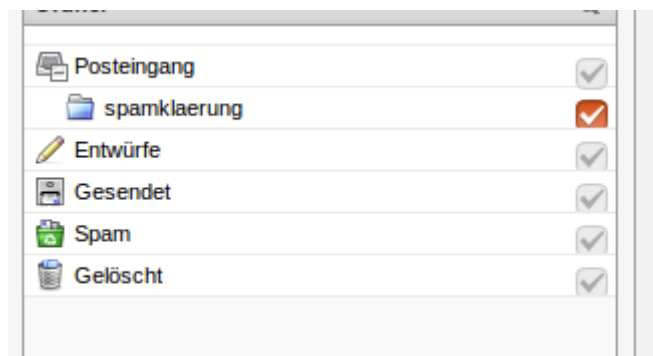 Posteingang
spamklaerung
Entwürfe
Gesendet
Spam
Gelöscht